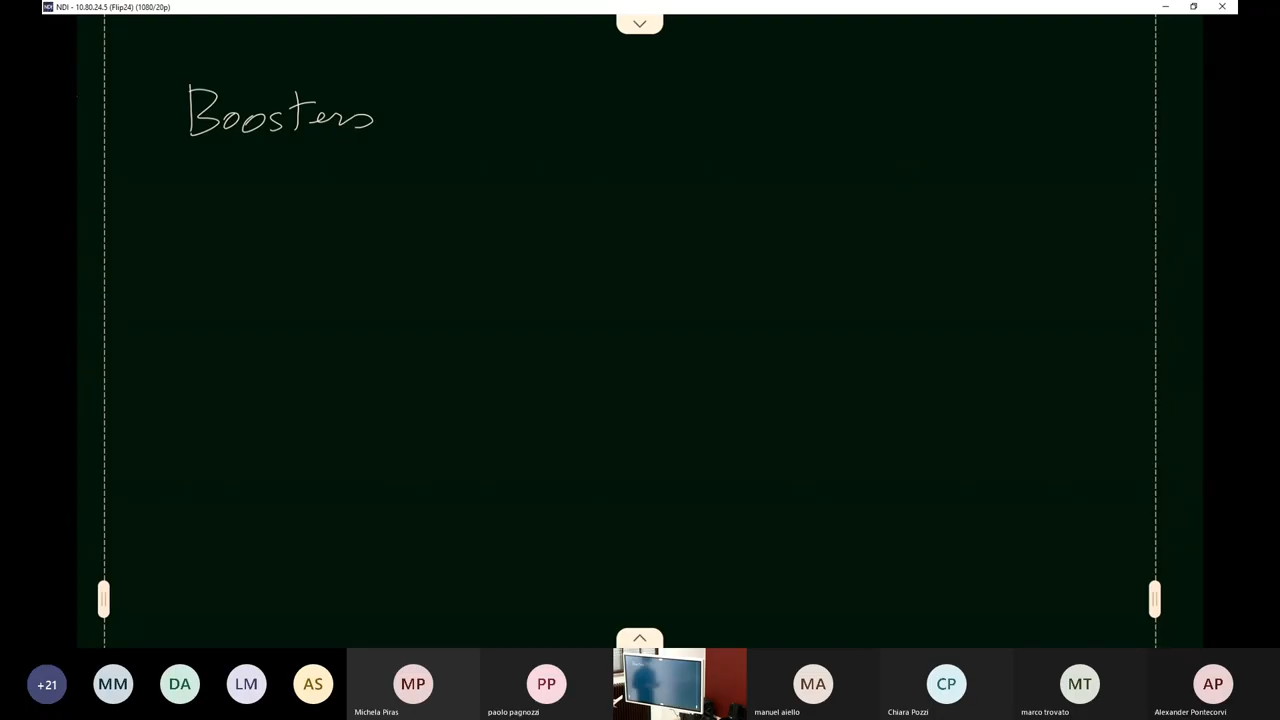 NDI - 10.80.24.5 (Flip24) (1080/20p)
Boosters
+21
MM
DA
LM
AS
MP
PP
MA
CP
MT
AP
Michela Piras
paolo pagnozzi
manuel aiello
Chiara Pozzi
marco trovato
Alexander Pontecorvi